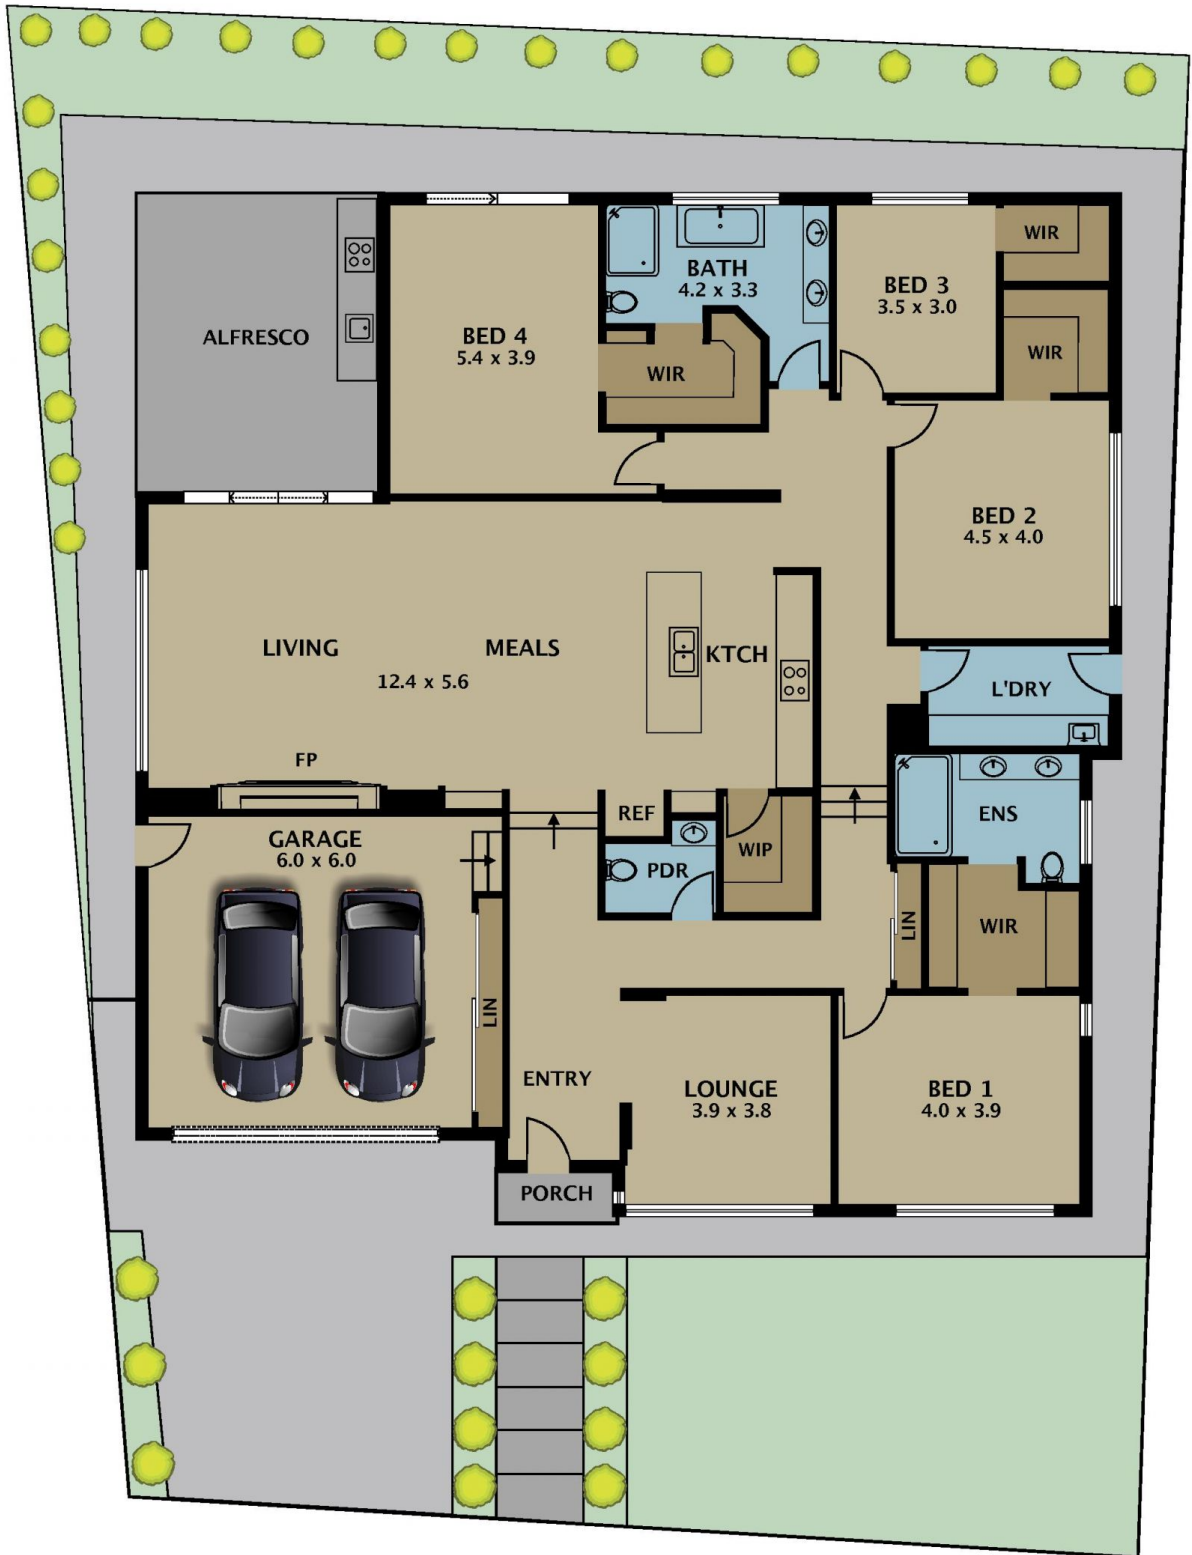 WIR
BATH
4.2 x 3.3
BED 3
3.5 x 3.0
ALFRESCO
BED 4
5.4 x 3.9
WIR
WIR
BED 2
4.5 x 4.0
LIVING
MEALS
KTCH
12.4 x 5.6
L'DRY
FP
REF
ENS
GARAGE
6.0 x 6.0
WIP
PDR
LIN
WIR
LIN
ENTRY
LOUNGE
3.9 x 3.8
BED 1
4.0 x 3.9
PORCH